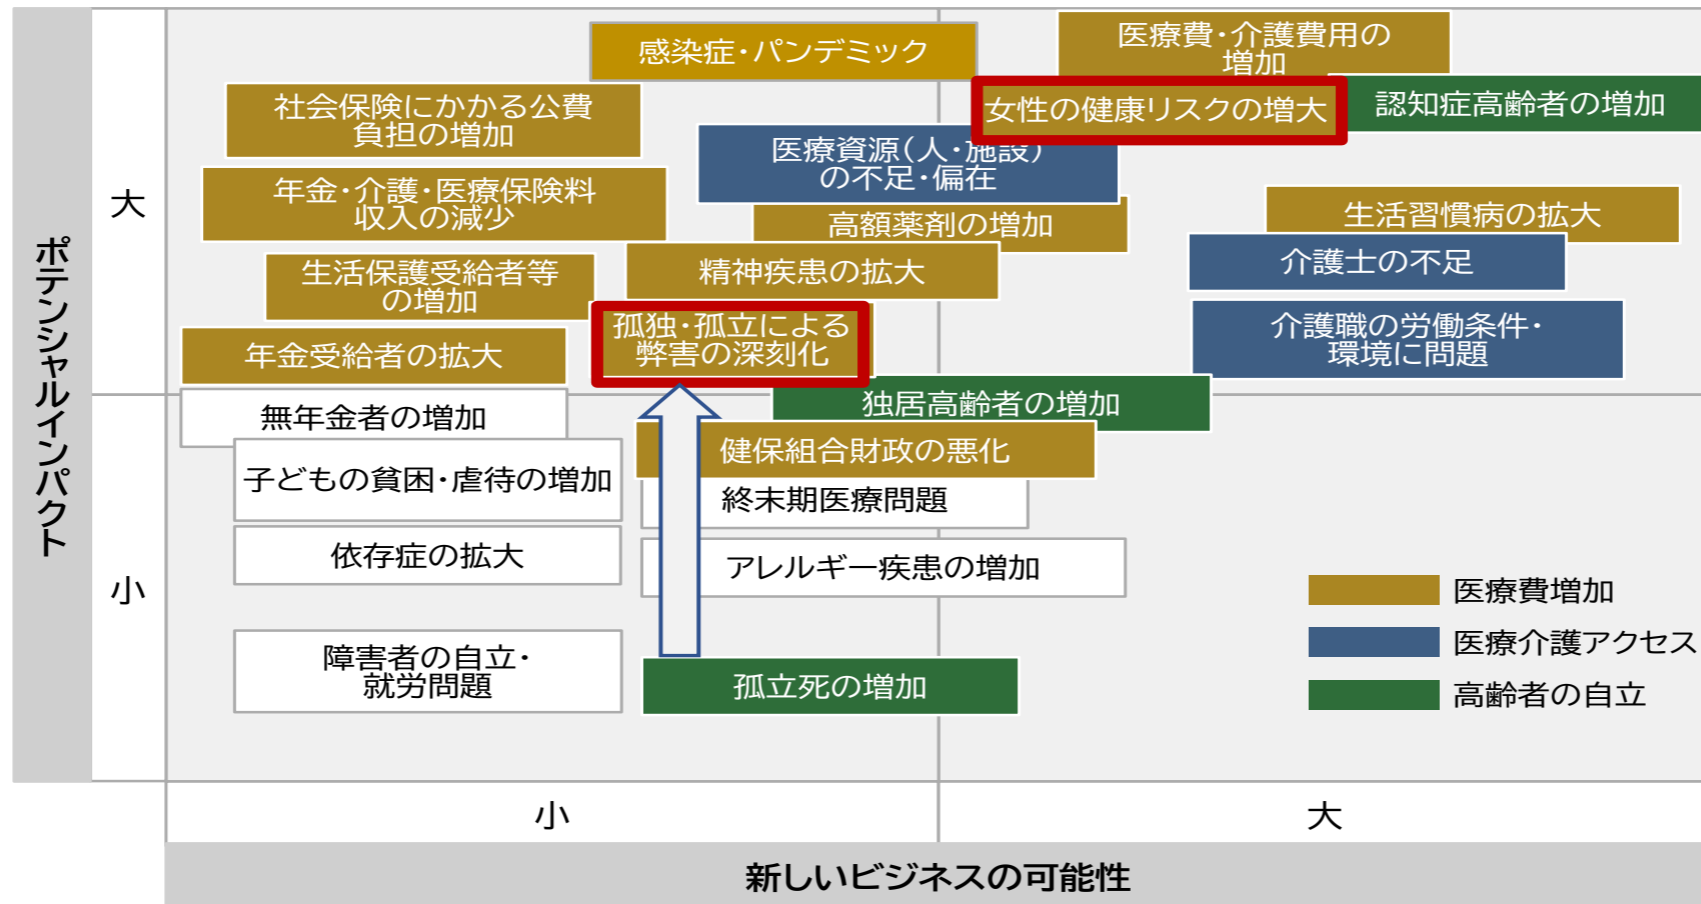 ポテンシャルインパクト
大
小
感染症・パンデミック
医療費・介護費用の
増加
社会保険にかかる公費
負担の増加
女性の健康リスクの増大
認知症高齢者の増加
医療資源(人・施設)
の不足・偏在
年金・介護・医療保険料
収入の減少
高額薬剤の増加
生活習慣病の拡大
生活保護受給者等
の増加
精神疾患の拡大
介護士の不足
年金受給者の拡大
孤独・孤立による
弊害の深刻化
介護職の労働条件・
環境に問題
無年金者の増加
独居高齢者の増加
子どもの貧困・虐待の増加
健保組合財政の悪化
終末期医療問題
依存症の拡大
アレルギー疾患の増加
障害者の自立・
就労問題
孤立死の増加
医療費増加
医療介護アクセス
高齢者の自立
小
大
新しいビジネスの可能性